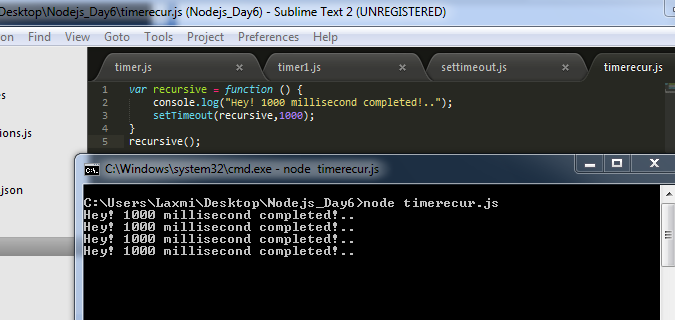 Desktop\Nodejs_Day6\timerecur.js (Nodejs_Day6) - Sublime Text 2 (UNREGISTERED)
on Find View Goto Tools Project Preferences Help
timer.js × timer1.js × settimeout.js × timerecur.js
es
ions.js
json
1 var recursive = function () {
2 console.log("Hey! 1000 millisecond completed!..");
3 setTimeout(recursive,1000);
4 }
5 recursive();
C:\Windows\system32\cmd.exe - node timerecur.js
C:\Users\Laxmi\Desktop\Nodejs_Day6>node timerecur.js
Hey! 1000 millisecond completed!..
Hey! 1000 millisecond completed!..
Hey! 1000 millisecond completed!..
Hey! 1000 millisecond completed!..